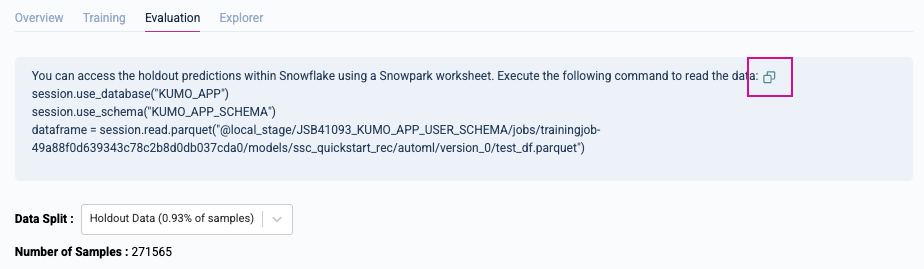 Overview Training Evaluation Explorer
You can access the holdout predictions within Snowflake using a Snowpark worksheet. Execute the following command to read the data:
session.use_database("KUMO_APP")
session.use_schema("KUMO_APP_SCHEMA")
dataframe = session.read.parquet("@local_stage/JSB41093_KUMO_APP_USER_SCHEMA/jobs/trainingjob-
49a88f0d639343c78c2b8d0db037cda0/models/ssc_quickstart_rec/automl/version_0/test_df.parquet")
Data Split : Holdout Data (0.93% of samples)
Number of Samples : 271565